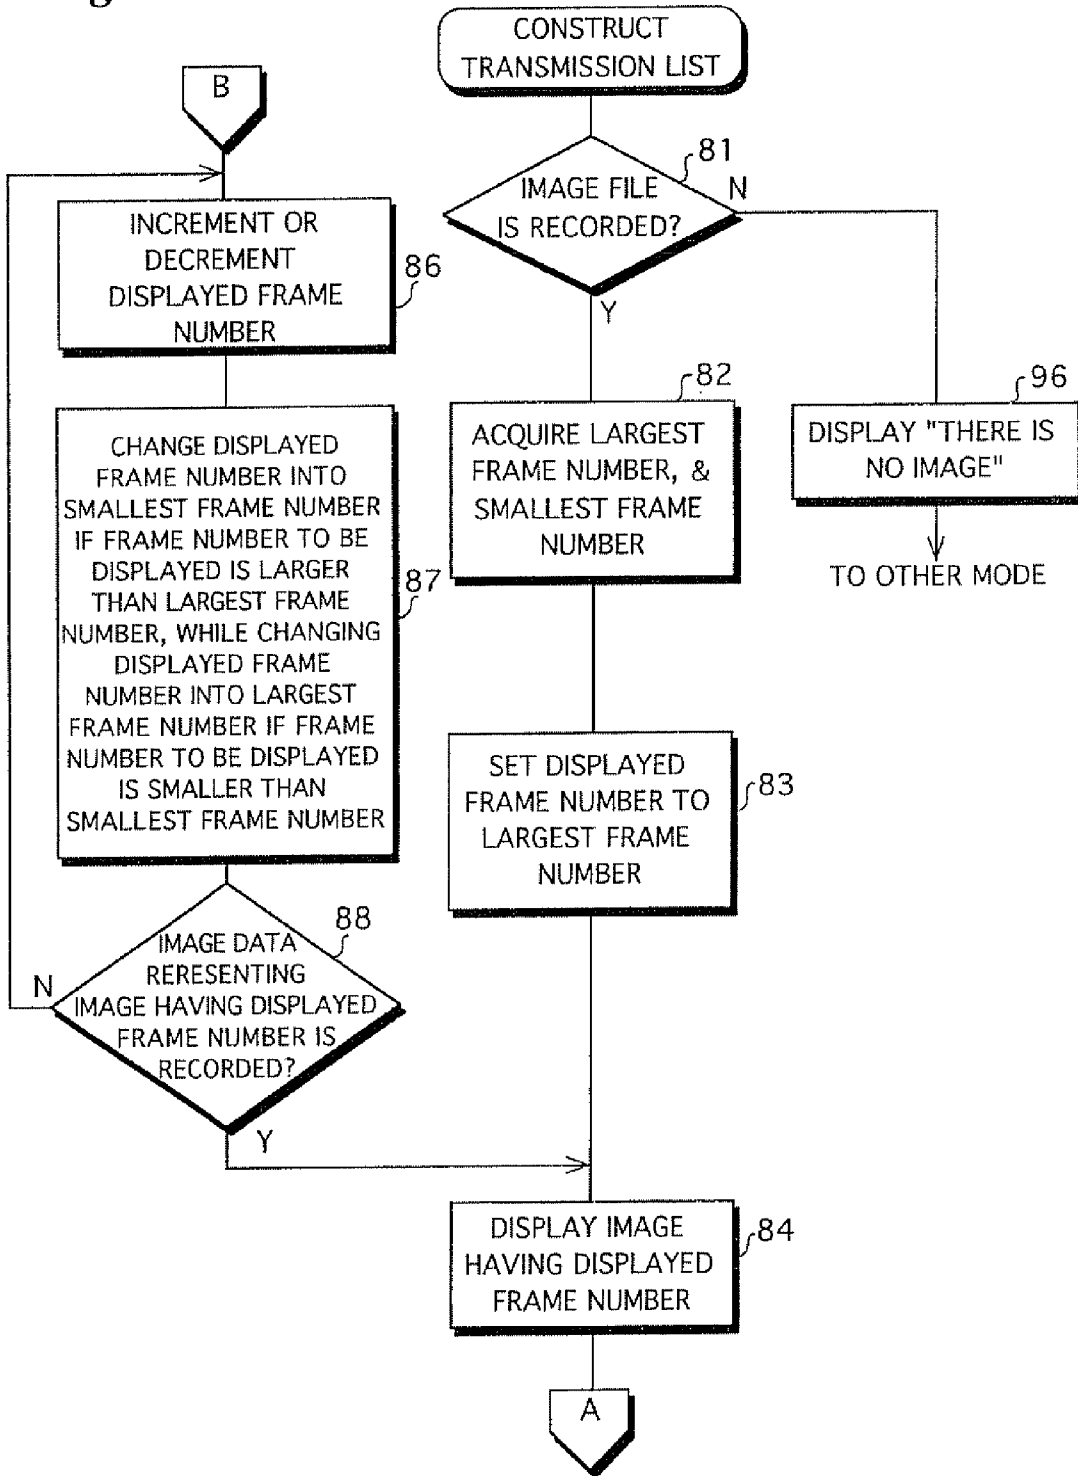 CONSTRUCT
TRANSMISSION LIST
B
81
IMAGE FILE
IS RECORDED?
N
Y
INCREMENT OR
DECREMENT
DISPLAYED FRAME
NUMBER
86
82
ACQUIRE LARGEST
FRAME NUMBER, &
SMALLEST FRAME
NUMBER
96
DISPLAY "THERE IS
NO IMAGE"
TO OTHER MODE
CHANGE DISPLAYED
FRAME NUMBER INTO
SMALLEST FRAME NUMBER
IF FRAME NUMBER TO BE
DISPLAYED IS LARGER
THAN LARGEST FRAME
NUMBER, WHILE CHANGING
DISPLAYED FRAME
NUMBER INTO LARGEST
FRAME NUMBER IF FRAME
NUMBER TO BE DISPLAYED
IS SMALLER THAN
SMALLEST FRAME NUMBER
87
SET DISPLAYED
FRAME NUMBER TO
LARGEST FRAME
NUMBER
83
88
IMAGE DATA
RERESENTING
IMAGE HAVING DISPLAYED
FRAME NUMBER IS
RECORDED?
N
Y
DISPLAY IMAGE
HAVING DISPLAYED
FRAME NUMBER
84
A